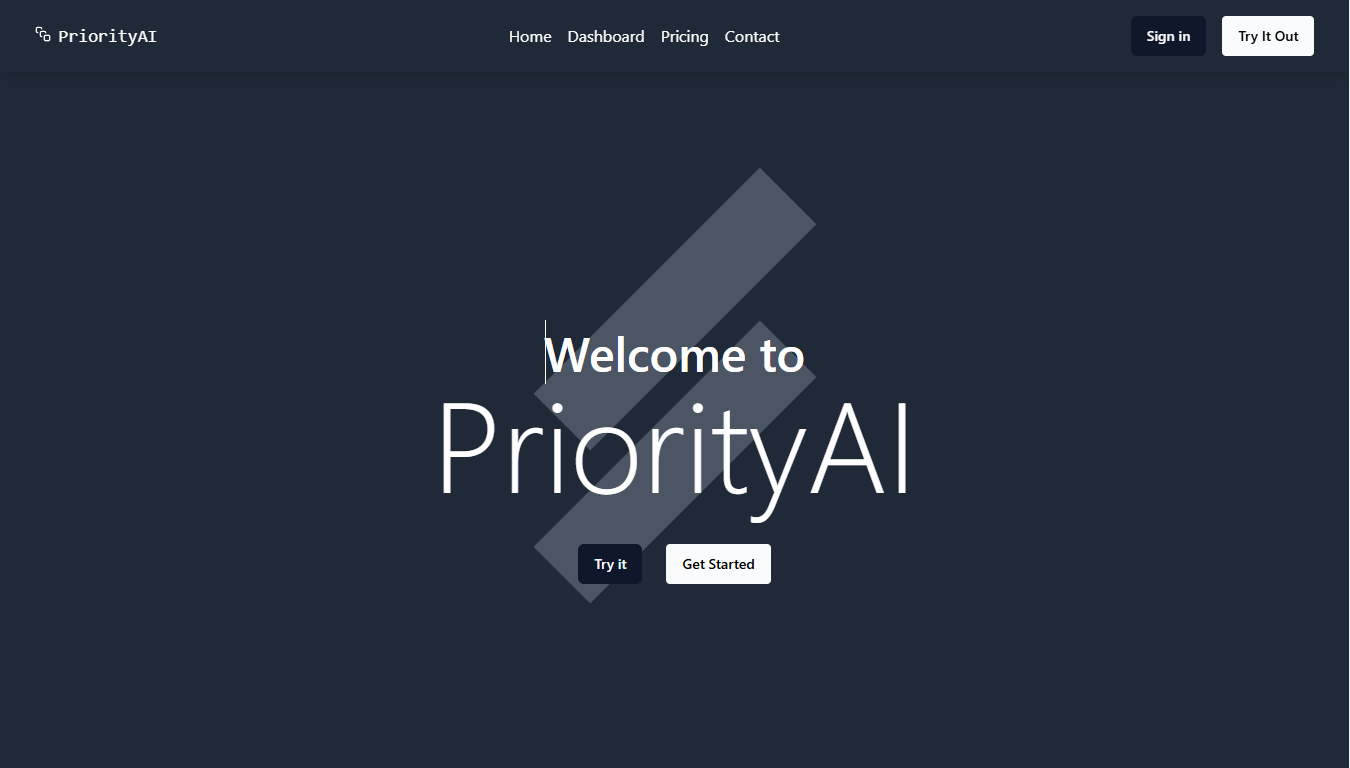 PriorityAI Home Dashboard Pricing Contact Sign in Try It Out
Welcome to
PriorityAI
Try it Get Started